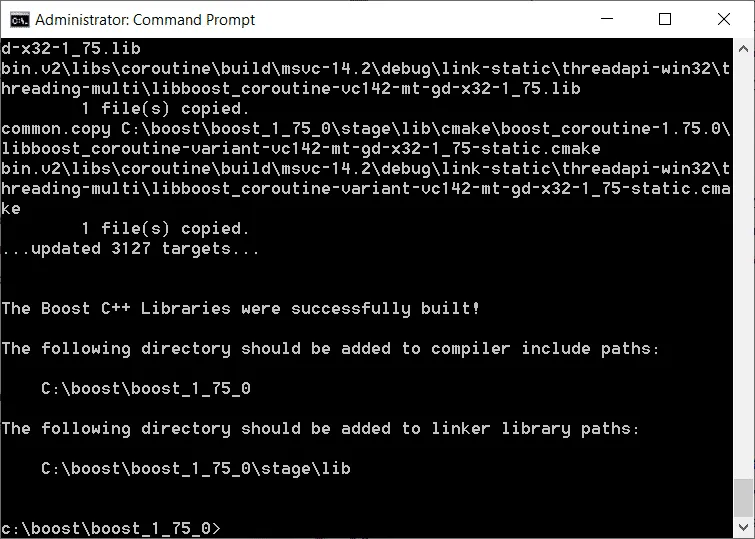 Administrator: Command Prompt
d-x32-1_75.lib
bin.v2\libs\coroutine\build\msvc-14.2\debug\link-static\threadapi-win32\t
hreading-multi\libboost_coroutine-vc142-mt-gd-x32-1_75.lib
        1 file(s) copied.
common.copy C:\boost\boost_1_75_0\stage\lib\cmake\boost_coroutine-1.75.0\
libboost_coroutine-variant-vc142-mt-gd-x32-1_75-static.cmake
bin.v2\libs\coroutine\build\msvc-14.2\debug\link-static\threadapi-win32\t
hreading-multi\libboost_coroutine-variant-vc142-mt-gd-x32-1_75-static.cma
ke
        1 file(s) copied.
...updated 3127 targets...
The Boost C++ Libraries were successfully built!
The following directory should be added to compiler include paths:
    C:\boost\boost_1_75_0
The following directory should be added to linker library paths:
    C:\boost\boost_1_75_0\stage\lib
c:\boost\boost_1_75_0>